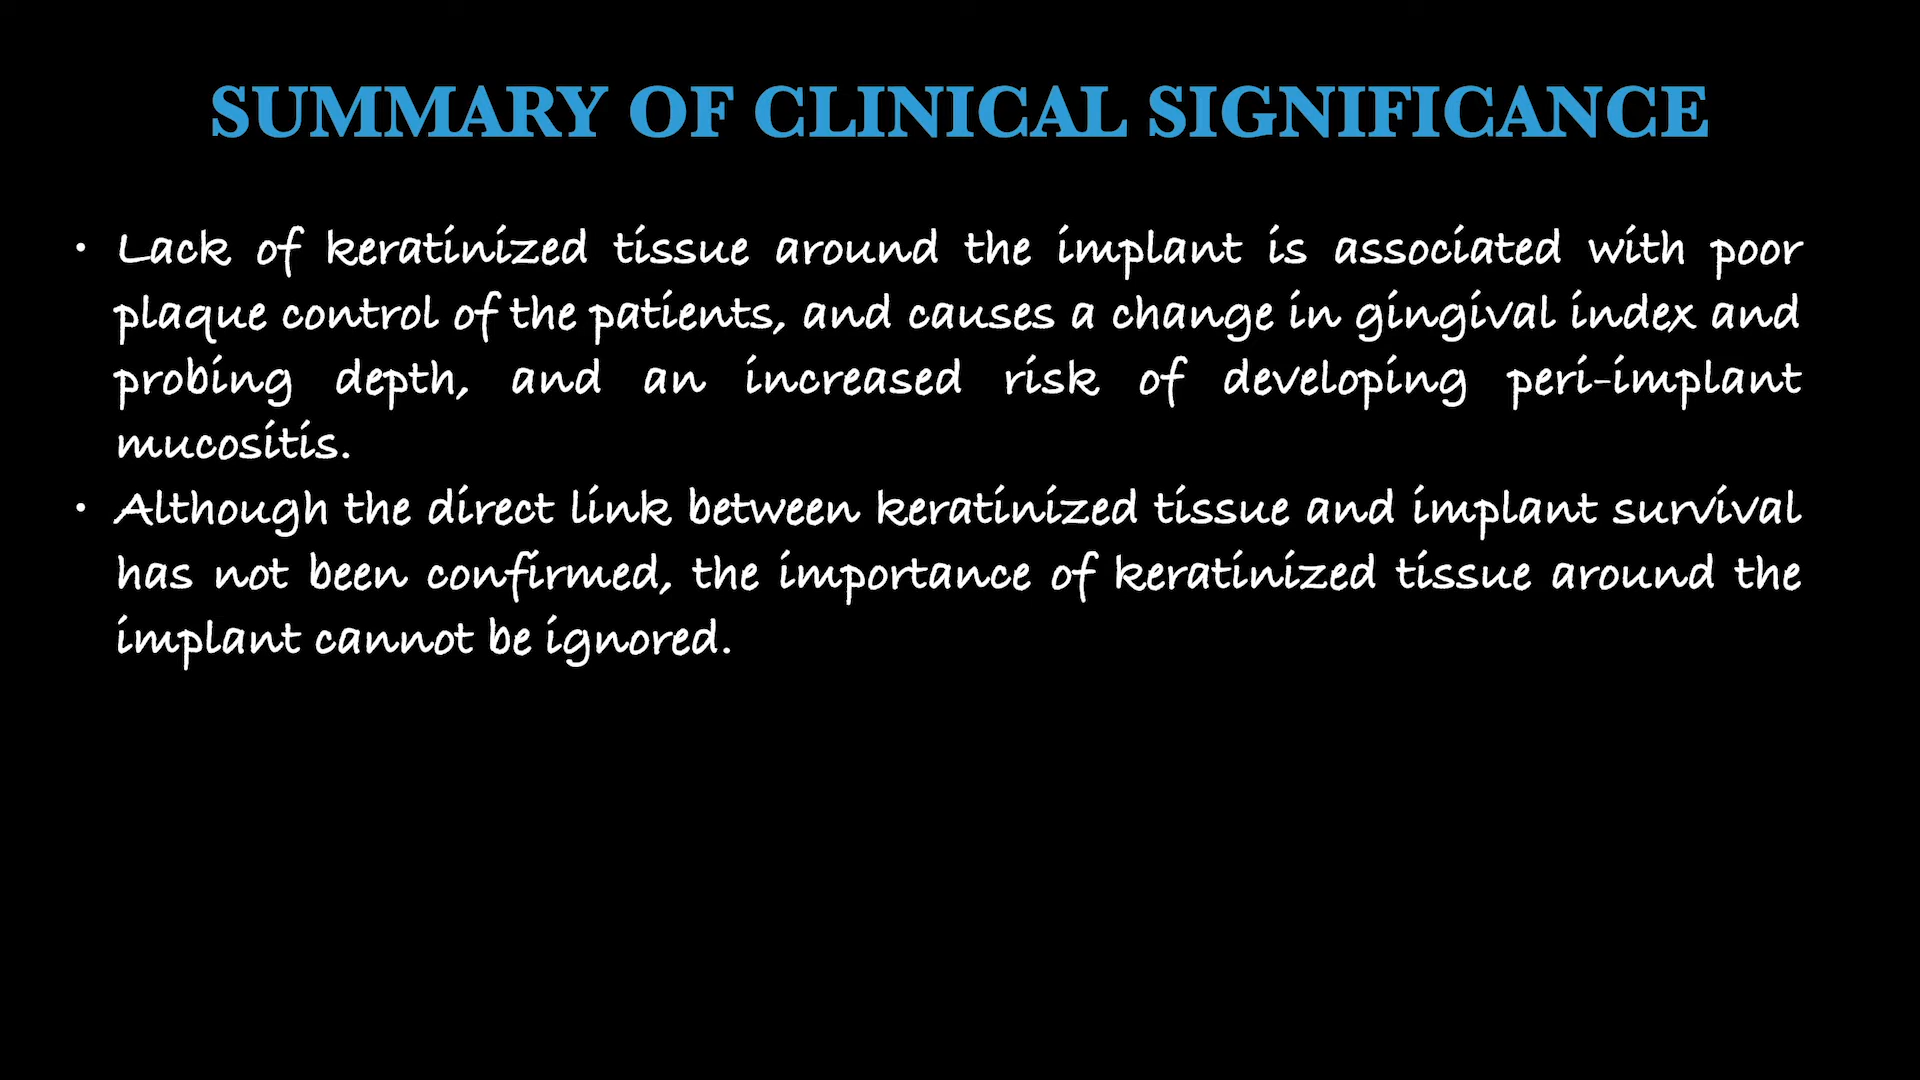 SUMMARY OF CLINICAL SIGNIFICANCE
• Lack of keratinized tissue around the implant is associated with poor
plaque control of the patients, and causes a change in gingival index and
probing depth, and an increased risk of developing peri-implant
mucositis.
• Although the direct link between keratinized tissue and implant survival
has not been confirmed, the importance of keratinized tissue around the
implant cannot be ignored.